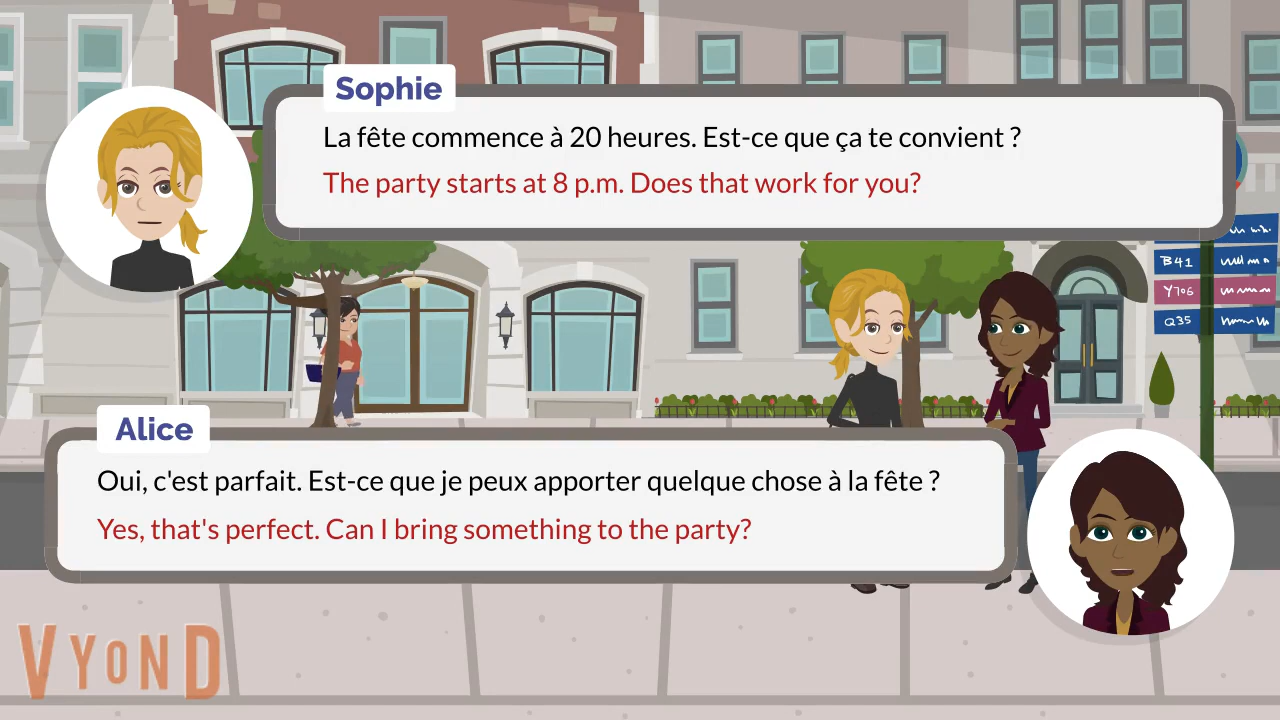 Sophie
La fête commence à 20 heures. Est-ce que ça te convient ?
The party starts at 8 p.m. Does that work for you?
B41
Y706
Q35
Alice
Oui, c'est parfait. Est-ce que je peux apporter quelque chose à la fête ?
Yes, that's perfect. Can I bring something to the party?
VYOND